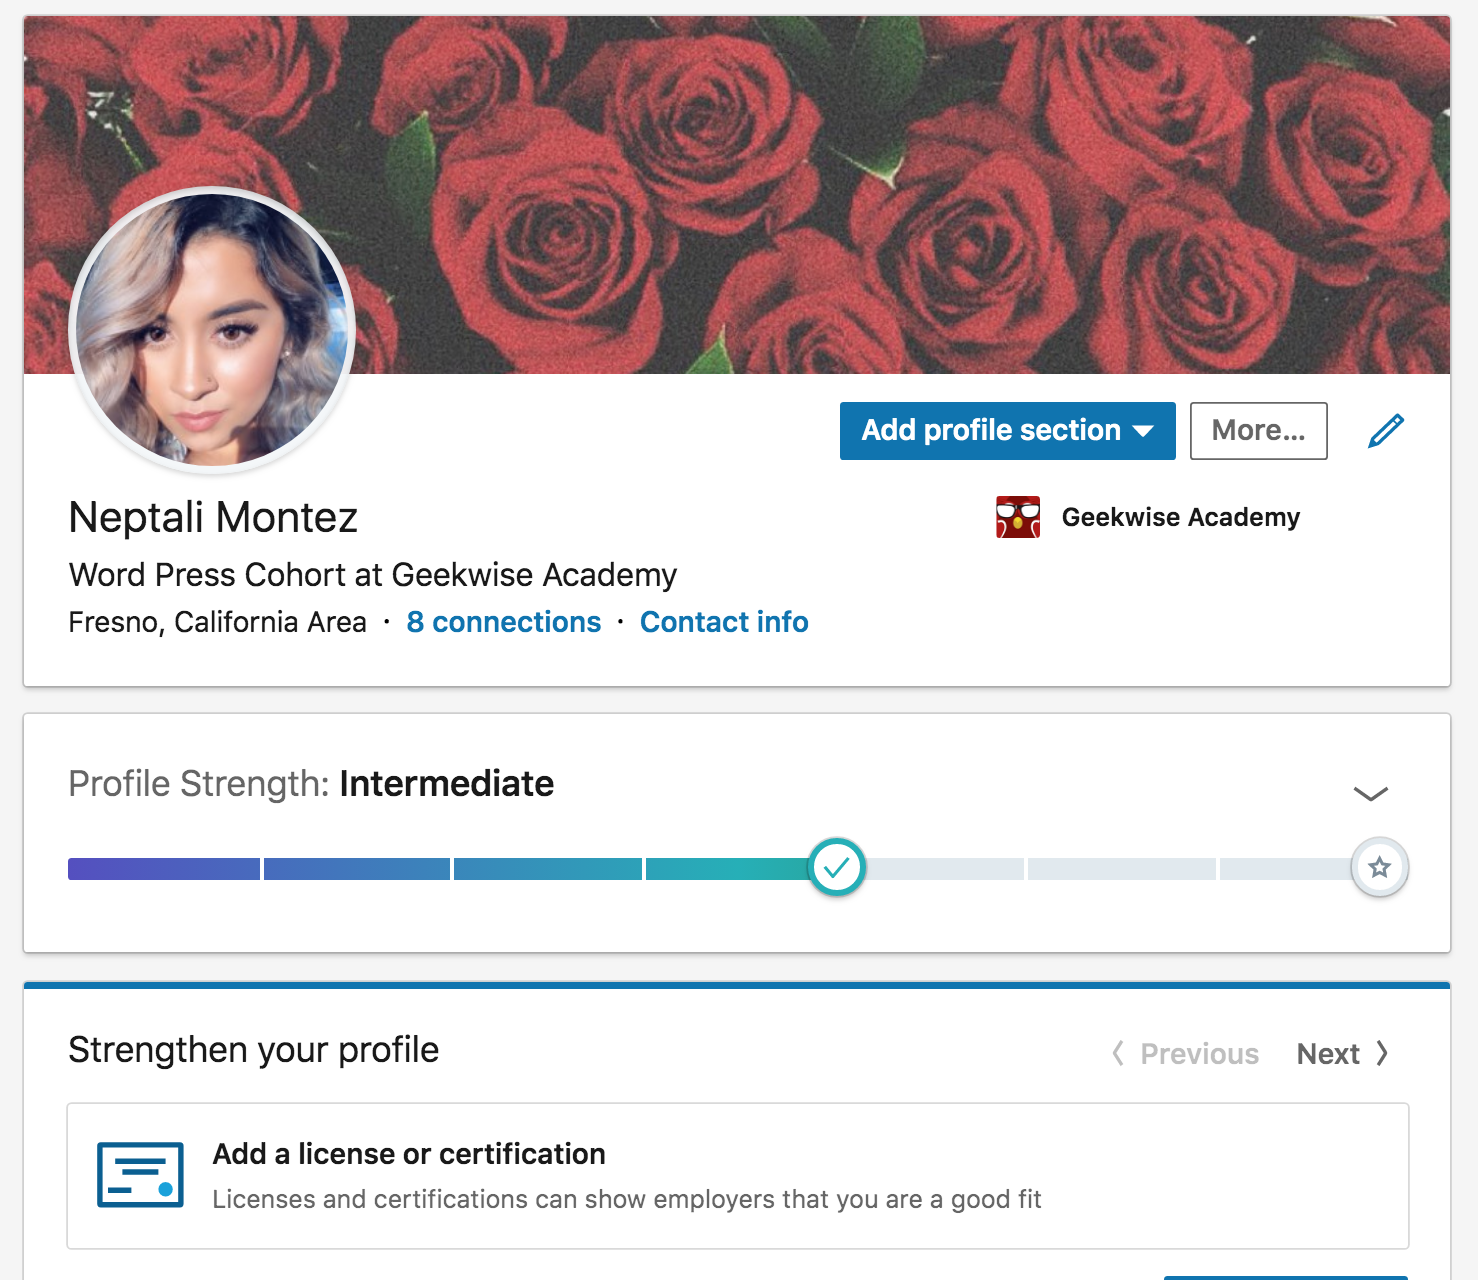 Add profile section
More...
Neptali Montez
Geekwise Academy
Word Press Cohort at Geekwise Academy
Fresno, California Area · 8 connections · Contact info
Profile Strength: Intermediate
Strengthen your profile
Previous Next
Add a license or certification
Licenses and certifications can show employers that you are a good fit